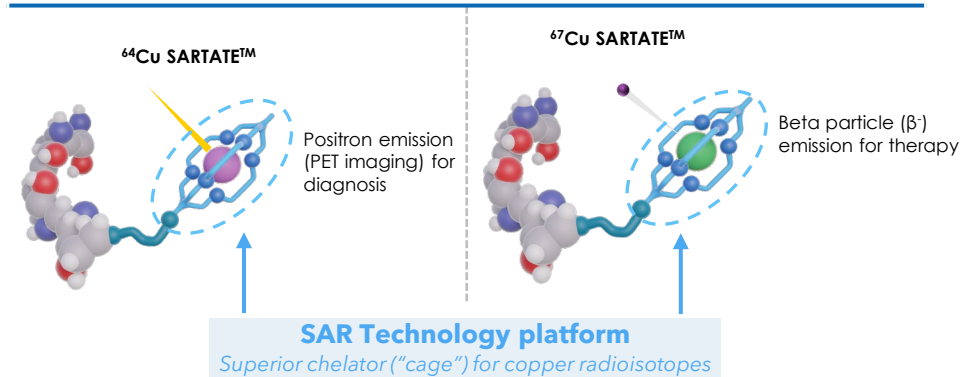 ⁶⁴Cu SARTATE™
Positron emission
(PET imaging) for
diagnosis
⁶⁷Cu SARTATE™
Beta particle (β⁻)
emission for therapy
SAR Technology platform
Superior chelator (“cage”) for copper radioisotopes